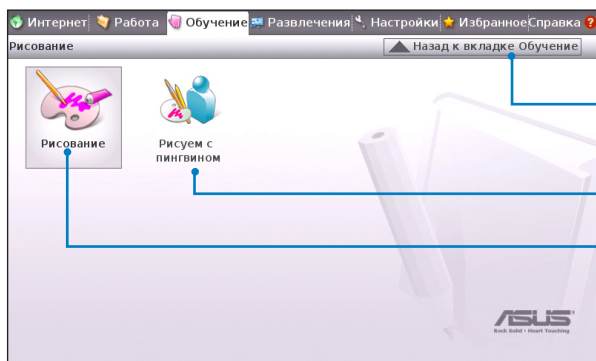 Интернет Работа Обучение Развлечения Настройки Избранное Справка
Рисование Назад к вкладке Обучение
Рисование Рисуем с
пингвином
ASUS
Rock Solid • Heart Touching